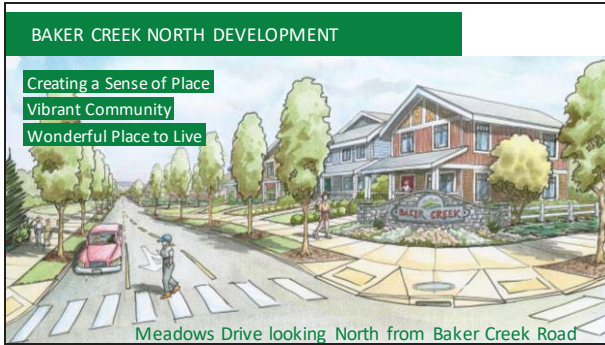 BAKER CREEK NORTH DEVELOPMENT
Creating a Sense of Place
Vibrant Community
Wonderful Place to Live
BAKER CREEK
Meadows Drive looking North from Baker Creek Road